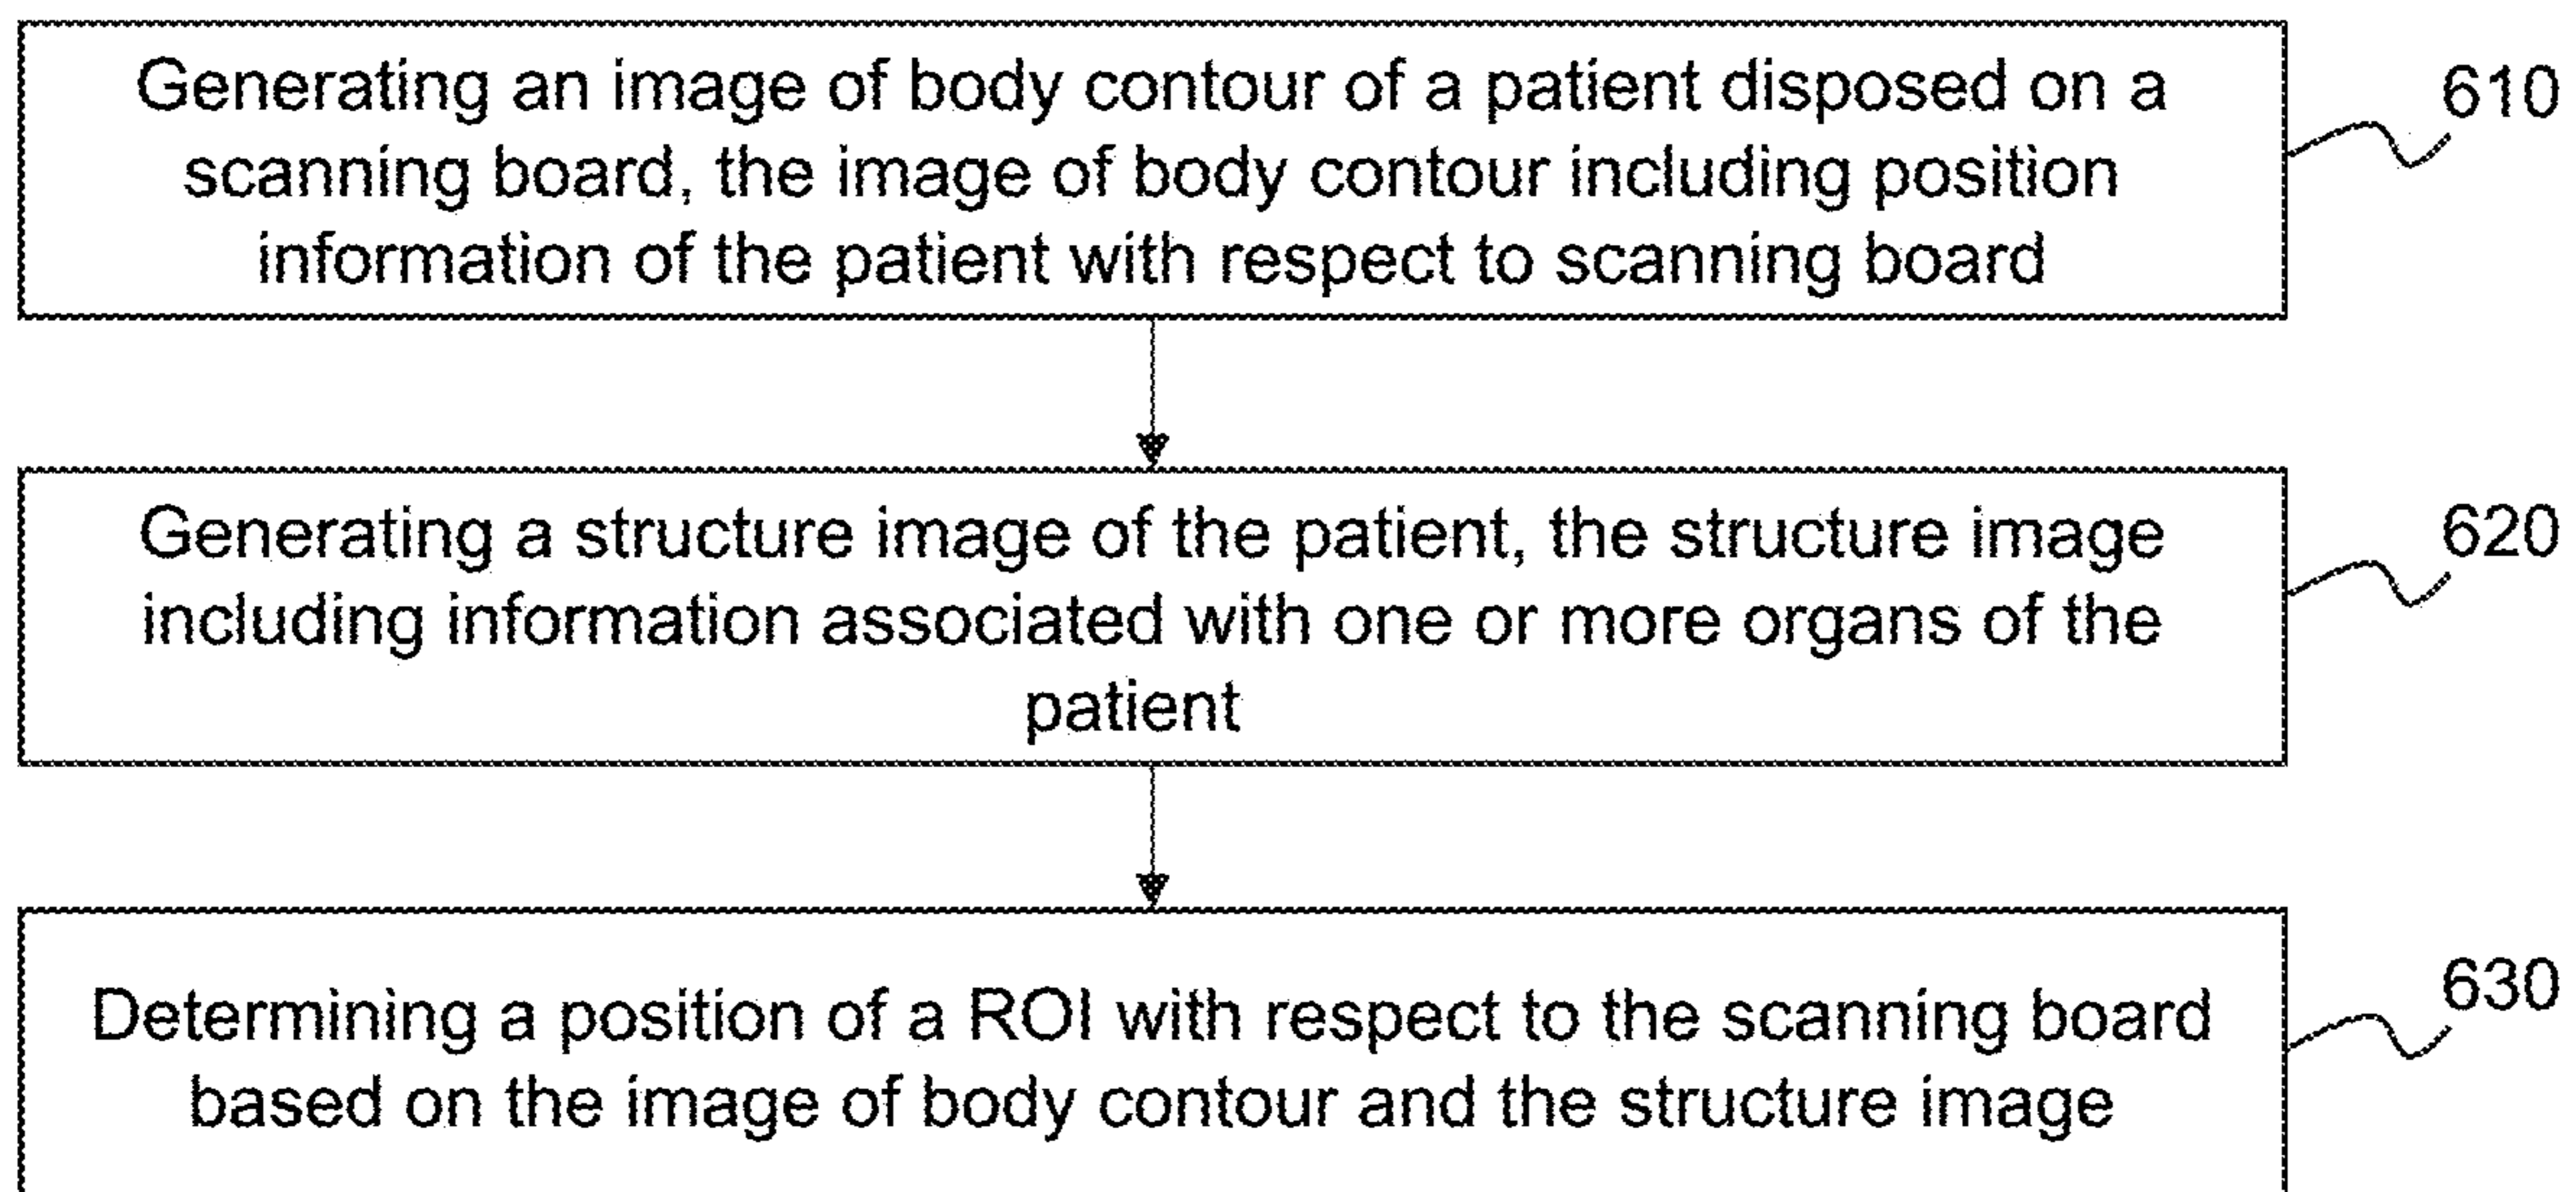 Generating an image of body contour of a patient disposed on a
scanning board, the image of body contour including position
information of the patient with respect to scanning board
610
Generating a structure image of the patient, the structure image
including information associated with one or more organs of the
patient
620
Determining a position of a ROI with respect to the scanning board
based on the image of body contour and the structure image
630